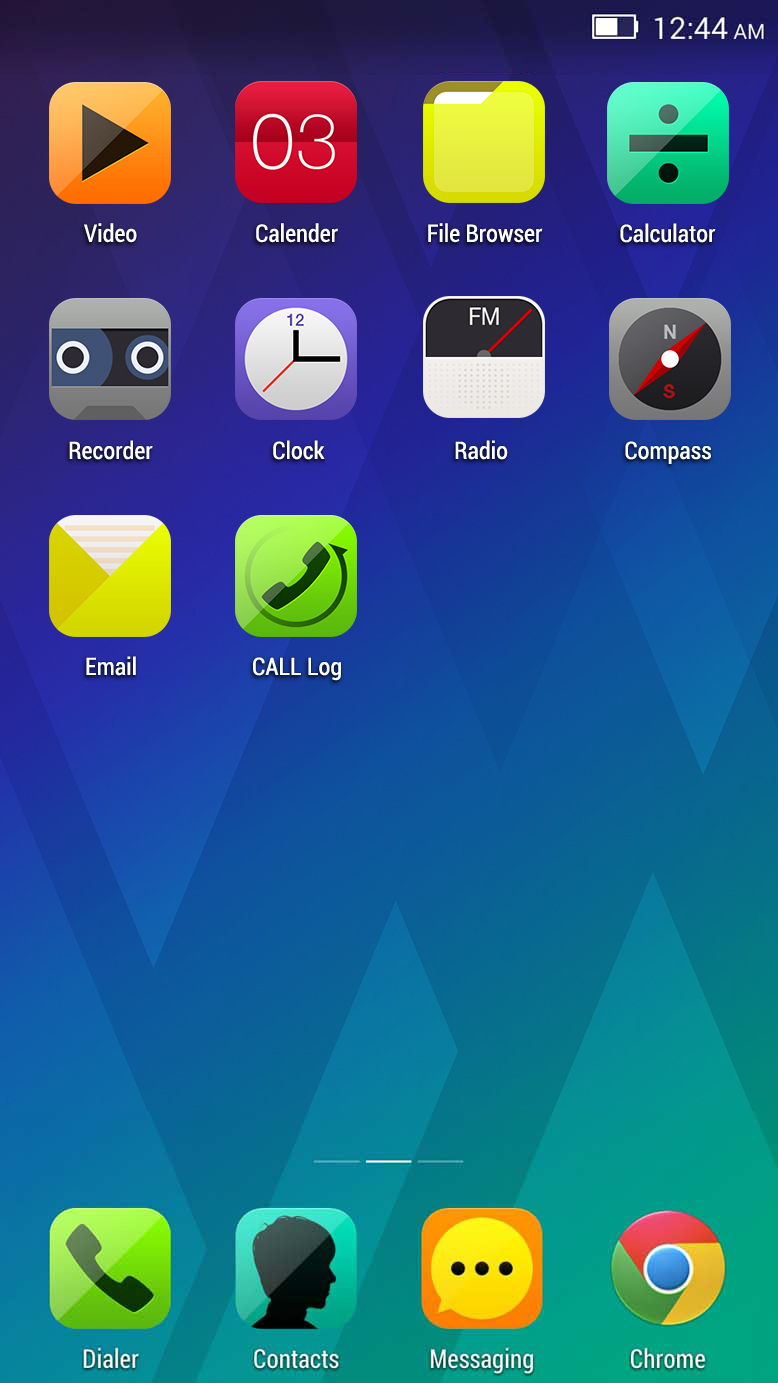 12:44 AM
03
Video
Calender
File Browser
Calculator
12
FM
N
S
Recorder
Clock
Radio
Compass
Email
CALL Log
Dialer
Contacts
Messaging
Chrome